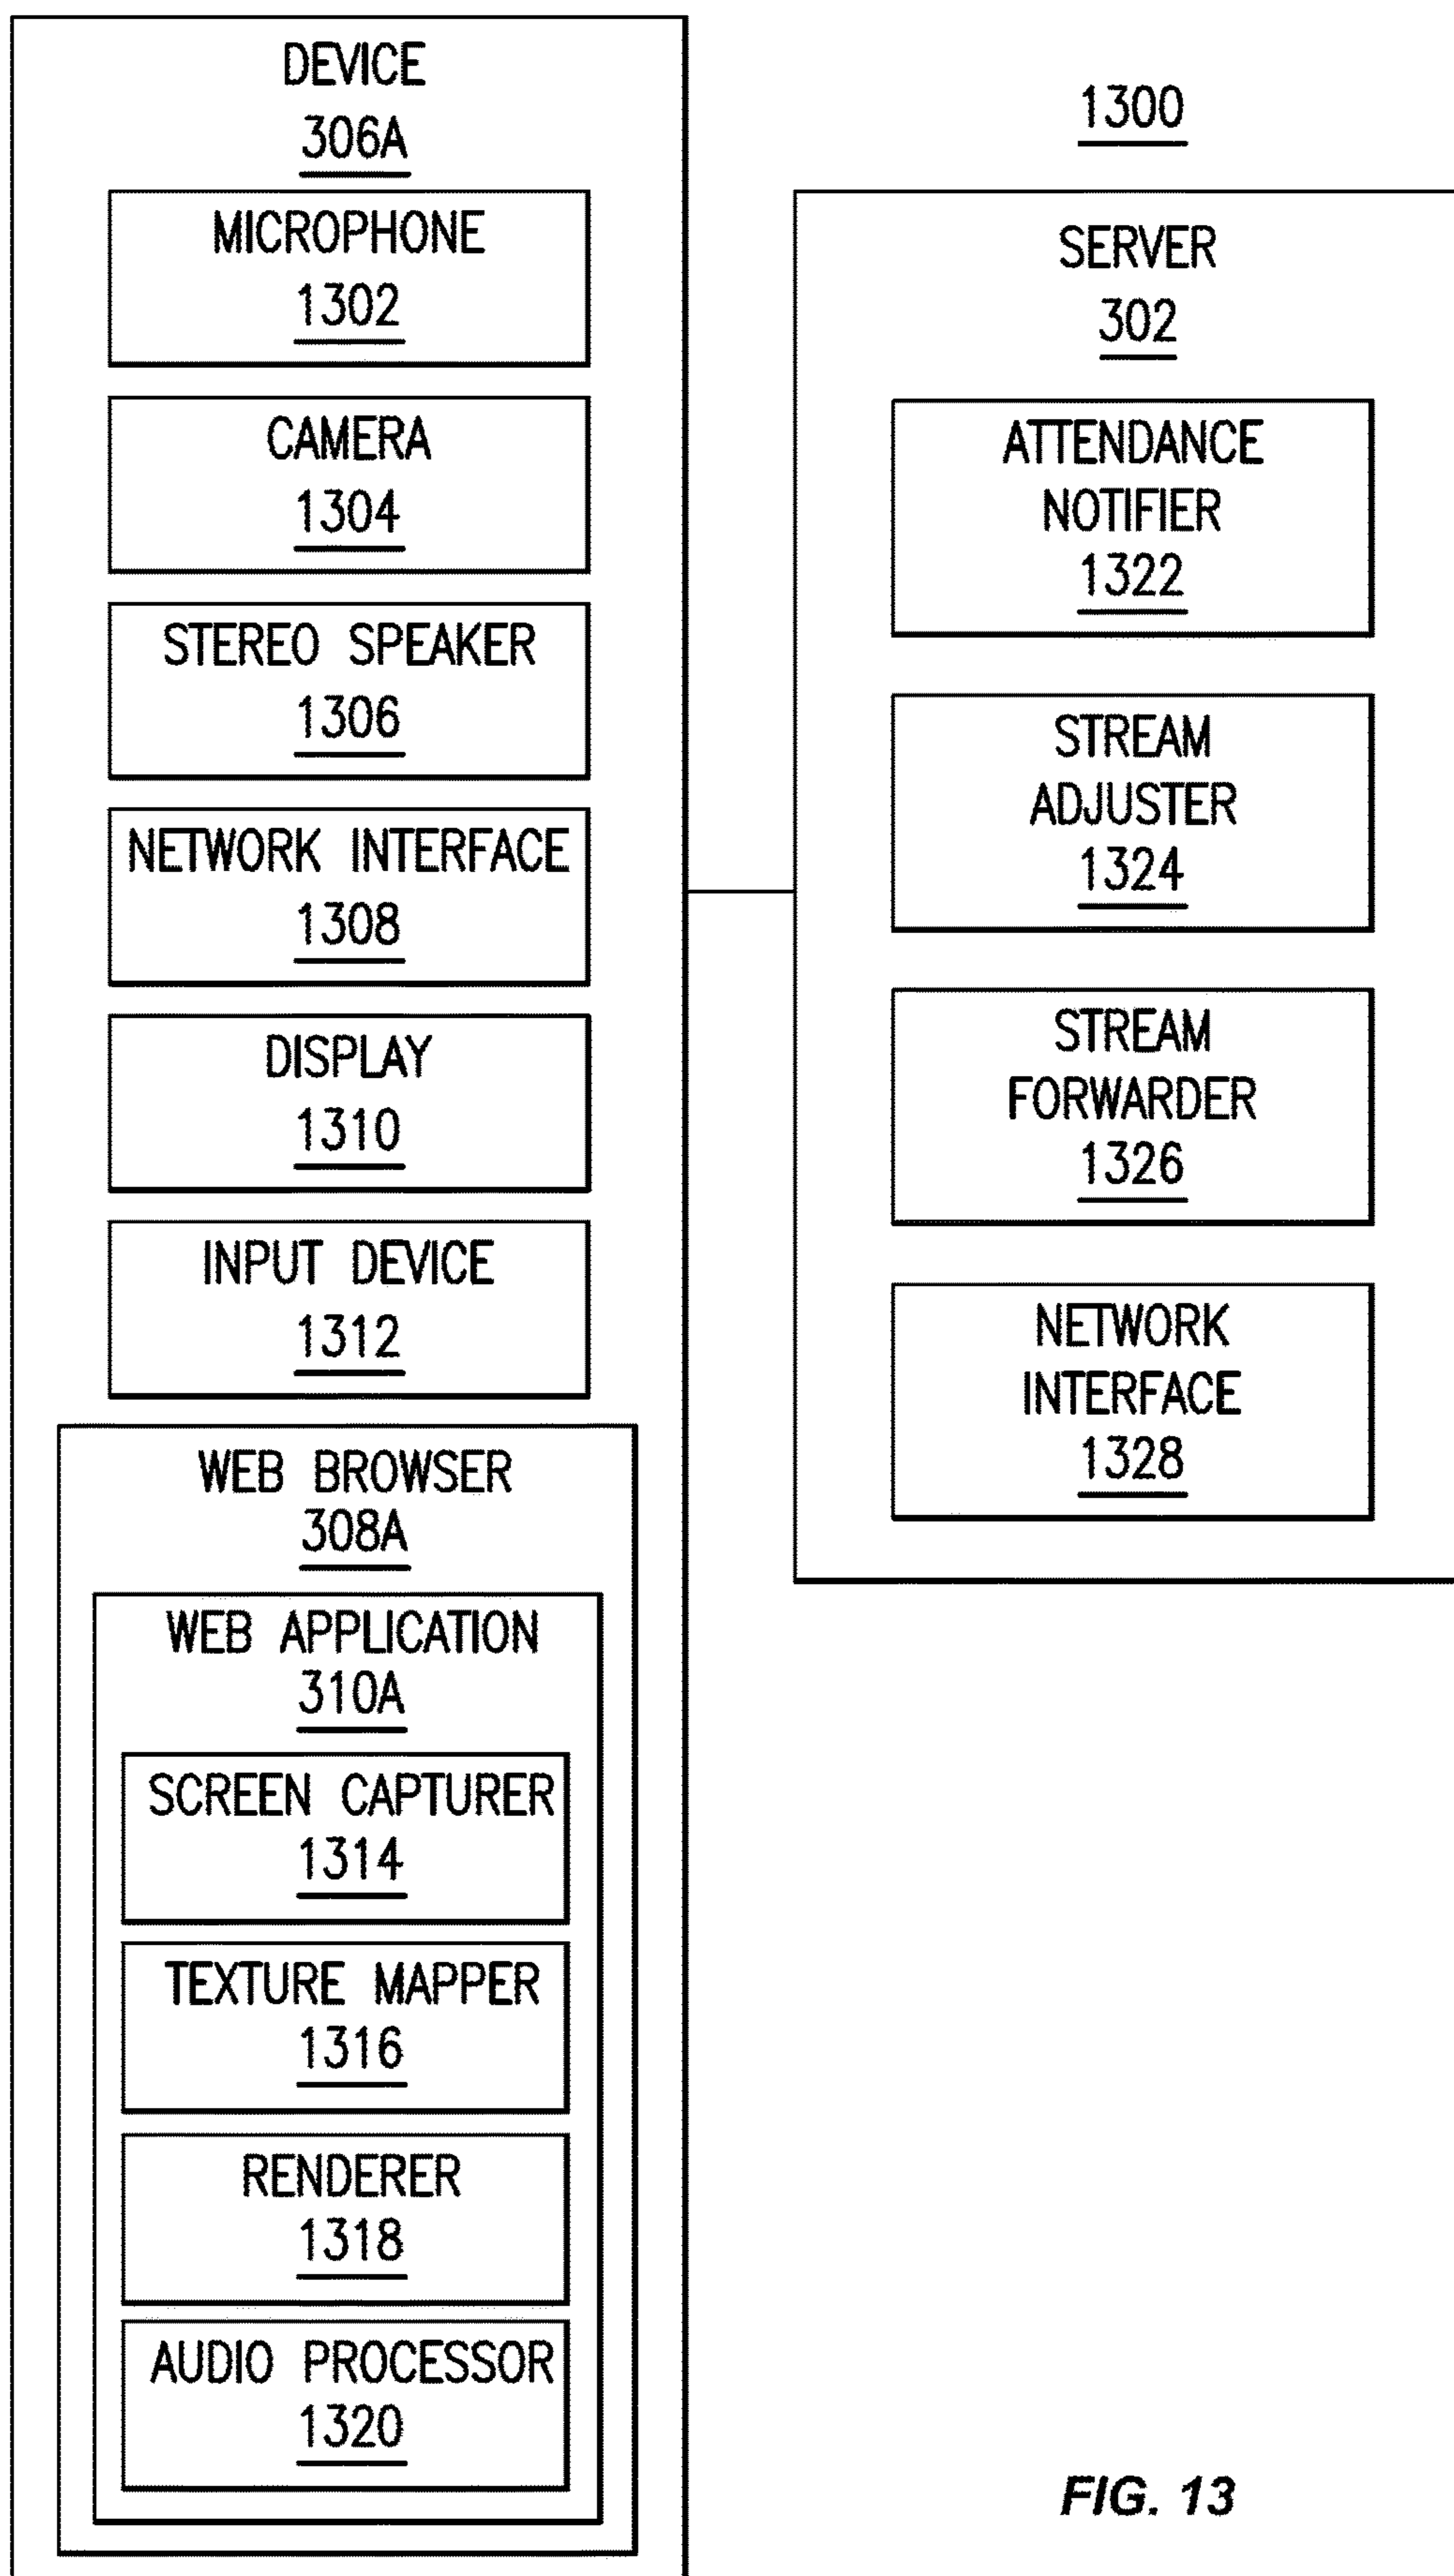 DEVICE
306A
MICROPHONE
1302
CAMERA
1304
STEREO SPEAKER
1306
NETWORK INTERFACE
1308
DISPLAY
1310
INPUT DEVICE
1312
WEB BROWSER
308A
WEB APPLICATION
310A
SCREEN CAPTURER
1314
TEXTURE MAPPER
1316
RENDERER
1318
AUDIO PROCESSOR
1320
1300
SERVER
302
ATTENDANCE
NOTIFIER
1322
STREAM
ADJUSTER
1324
STREAM
FORWARDER
1326
NETWORK
INTERFACE
1328
FIG. 13